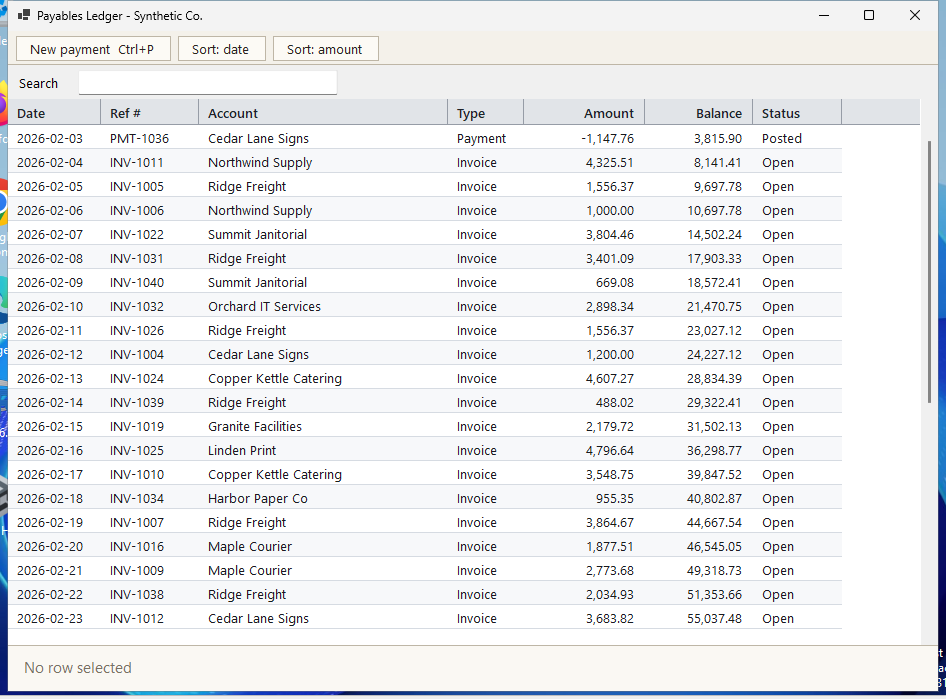 Payables Ledger - Synthetic Co.
New payment Ctrl+P Sort: date Sort: amount
Search
Date Ref # Account Type Amount Balance Status
2026-02-03 PMT-1036 Cedar Lane Signs Payment -1,147.76 3,815.90 Posted
2026-02-04 INV-1011 Northwind Supply Invoice 4,325.51 8,141.41 Open
2026-02-05 INV-1005 Ridge Freight Invoice 1,556.37 9,697.78 Open
2026-02-06 INV-1006 Northwind Supply Invoice 1,000.00 10,697.78 Open
2026-02-07 INV-1022 Summit Janitorial Invoice 3,804.46 14,502.24 Open
2026-02-08 INV-1031 Ridge Freight Invoice 3,401.09 17,903.33 Open
2026-02-09 INV-1040 Summit Janitorial Invoice 669.08 18,572.41 Open
2026-02-10 INV-1032 Orchard IT Services Invoice 2,898.34 21,470.75 Open
2026-02-11 INV-1026 Ridge Freight Invoice 1,556.37 23,027.12 Open
2026-02-12 INV-1004 Cedar Lane Signs Invoice 1,200.00 24,227.12 Open
2026-02-13 INV-1024 Copper Kettle Catering Invoice 4,607.27 28,834.39 Open
2026-02-14 INV-1039 Ridge Freight Invoice 488.02 29,322.41 Open
2026-02-15 INV-1019 Granite Facilities Invoice 2,179.72 31,502.13 Open
2026-02-16 INV-1025 Linden Print Invoice 4,796.64 36,298.77 Open
2026-02-17 INV-1010 Copper Kettle Catering Invoice 3,548.75 39,847.52 Open
2026-02-18 INV-1034 Harbor Paper Co Invoice 955.35 40,802.87 Open
2026-02-19 INV-1007 Ridge Freight Invoice 3,864.67 44,667.54 Open
2026-02-20 INV-1016 Maple Courier Invoice 1,877.51 46,545.05 Open
2026-02-21 INV-1009 Maple Courier Invoice 2,773.68 49,318.73 Open
2026-02-22 INV-1038 Ridge Freight Invoice 2,034.93 51,353.66 Open
2026-02-23 INV-1012 Cedar Lane Signs Invoice 3,683.82 55,037.48 Open
No row selected